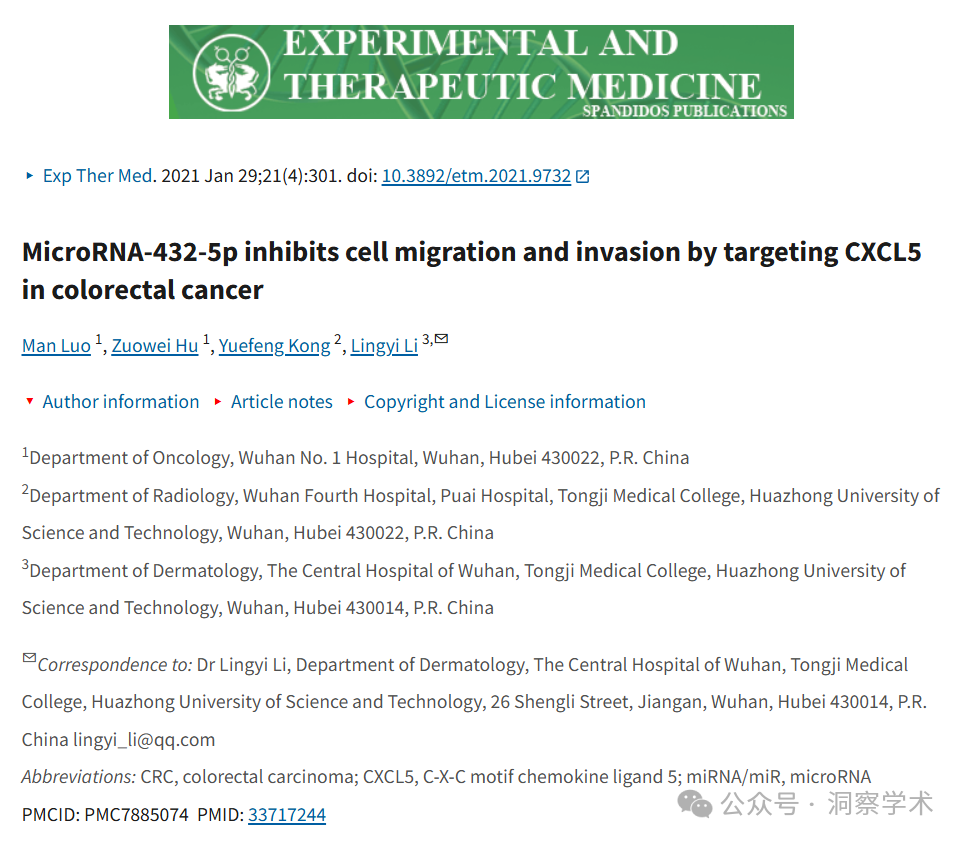 EXPERIMENTAL AND
THERAPEUTIC MEDICINE
SPANDIDOS PUBLICATIONS
Exp Ther Med. 2021 Jan 29;21(4):301. doi: 10.3892/etm.2021.9732
MicroRNA-432-5p inhibits cell migration and invasion by targeting CXCL5
in colorectal cancer
Man Luo 1, Zuowei Hu 1, Yuefeng Kong 2, Lingyi Li 3,✉
Author information Article notes Copyright and License information
1Department of Oncology, Wuhan No. 1 Hospital, Wuhan, Hubei 430022, P.R. China
2Department of Radiology, Wuhan Fourth Hospital, Puai Hospital, Tongji Medical College, Huazhong University of
Science and Technology, Wuhan, Hubei 430022, P.R. China
3Department of Dermatology, The Central Hospital of Wuhan, Tongji Medical College, Huazhong University of
Science and Technology, Wuhan, Hubei 430014, P.R. China
✉Correspondence to: Dr Lingyi Li, Department of Dermatology, The Central Hospital of Wuhan, Tongji Medical
College, Huazhong University of Science and Technology, 26 Shengli Street, Jiangan, Wuhan, Hubei 430014, P.R.
China lingyi_li@qq.com
Abbreviations: CRC, colorectal carcinoma; CXCL5, C-X-C motif chemokine ligand 5; miRNA/miR, microRNA
PMCID: PMC7885074 PMID: 33717244
公众号 · 洞察学术